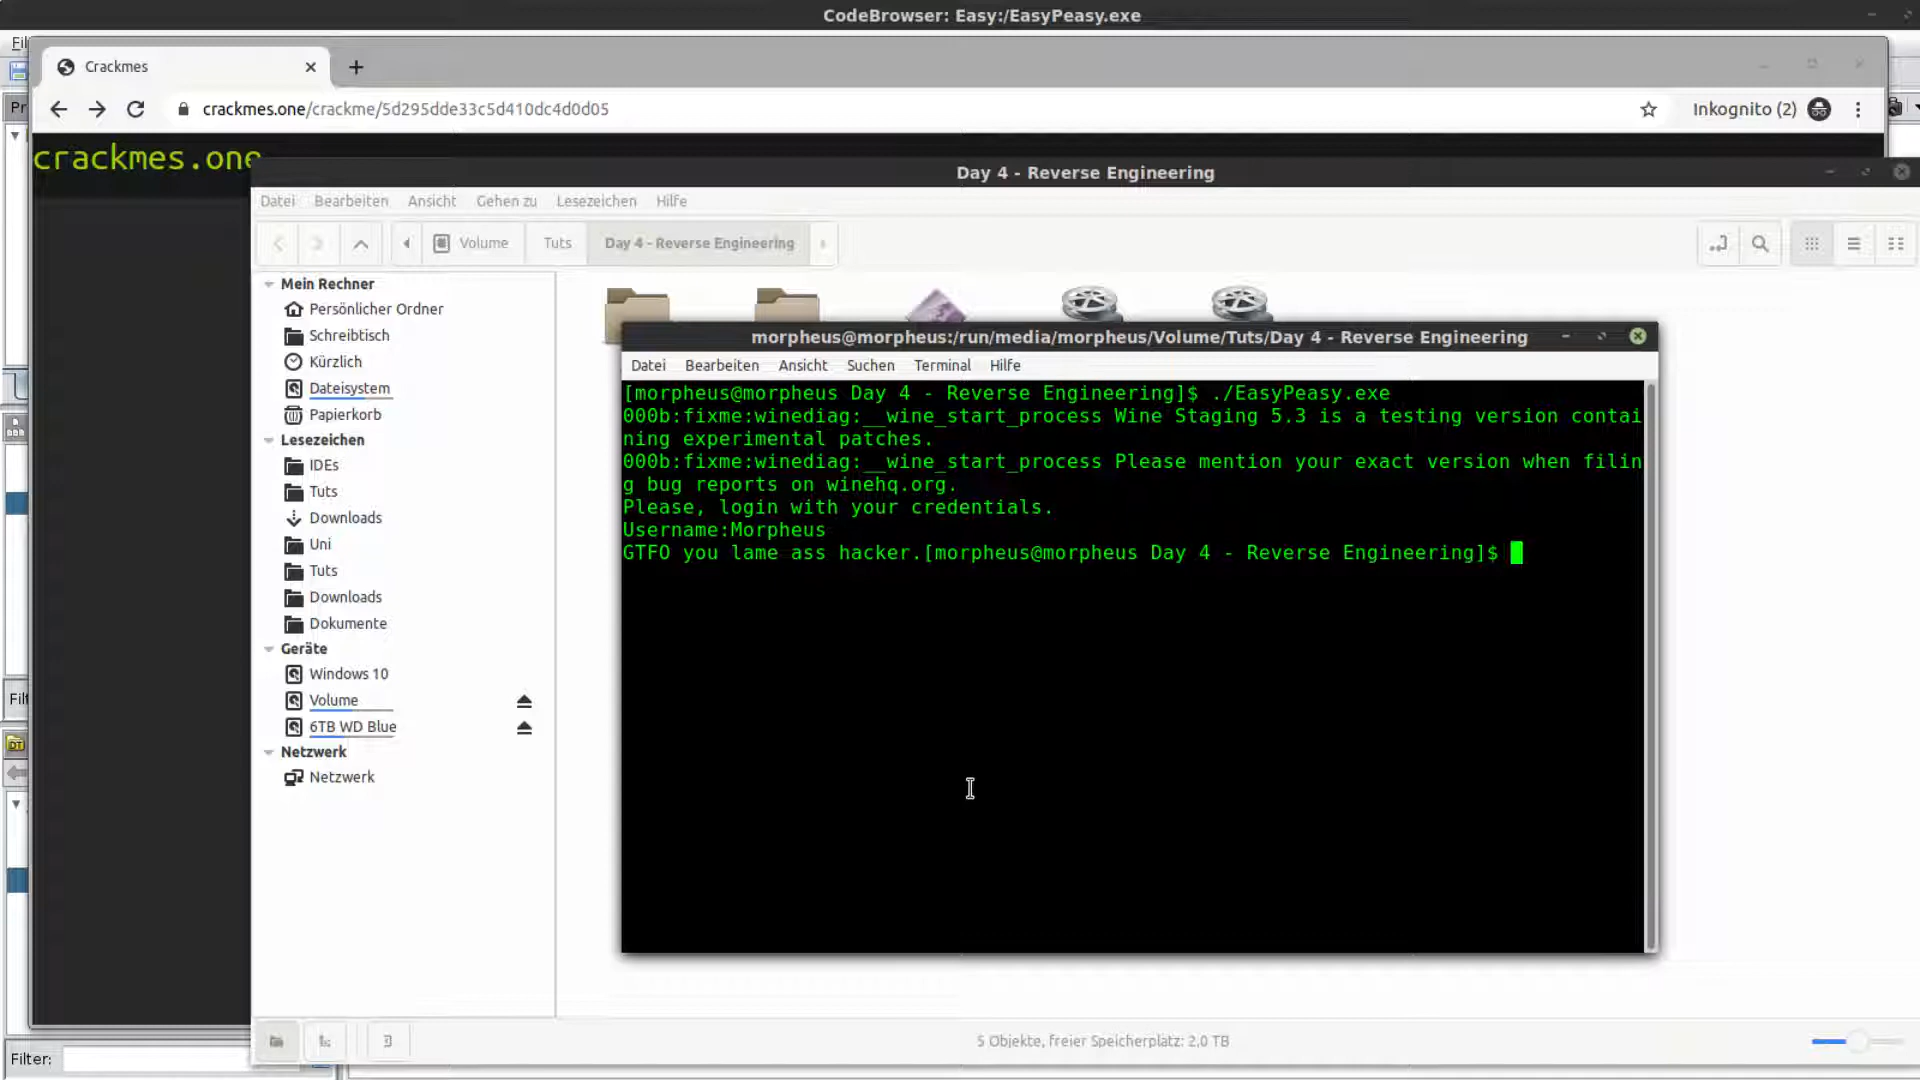 CodeBrowser: Easy:/EasyPeasy.exe
Crackmes
crackmes.one/crackme/5d295dde33c5d410dc4d0d05
Inkognito (2)
crackmes.one
Day 4 - Reverse Engineering
Datei Bearbeiten Ansicht Gehen zu Lesezeichen Hilfe
Volume Tuts Day 4 - Reverse Engineering
Mein Rechner
Persönlicher Ordner
Schreibtisch
Kürzlich
Dateisystem
Papierkorb
Lesezeichen
IDEs
Tuts
Downloads
Uni
Tuts
Downloads
Dokumente
Geräte
Windows 10
Volume
6TB WD Blue
Netzwerk
Netzwerk
morpheus@morpheus:/run/media/morpheus/Volume/Tuts/Day 4 - Reverse Engineering
Datei Bearbeiten Ansicht Suchen Terminal Hilfe
[morpheus@morpheus Day 4 - Reverse Engineering]$ ./EasyPeasy.exe
000b:fixme:winediag:__wine_start_process Wine Staging 5.3 is a testing version contai
ning experimental patches.
000b:fixme:winediag:__wine_start_process Please mention your exact version when filin
g bug reports on winehq.org.
Please, login with your credentials.
Username:Morpheus
GTFO you lame ass hacker.[morpheus@morpheus Day 4 - Reverse Engineering]$
5 Objekte, freier Speicherplatz: 2,0 TB
Filter: